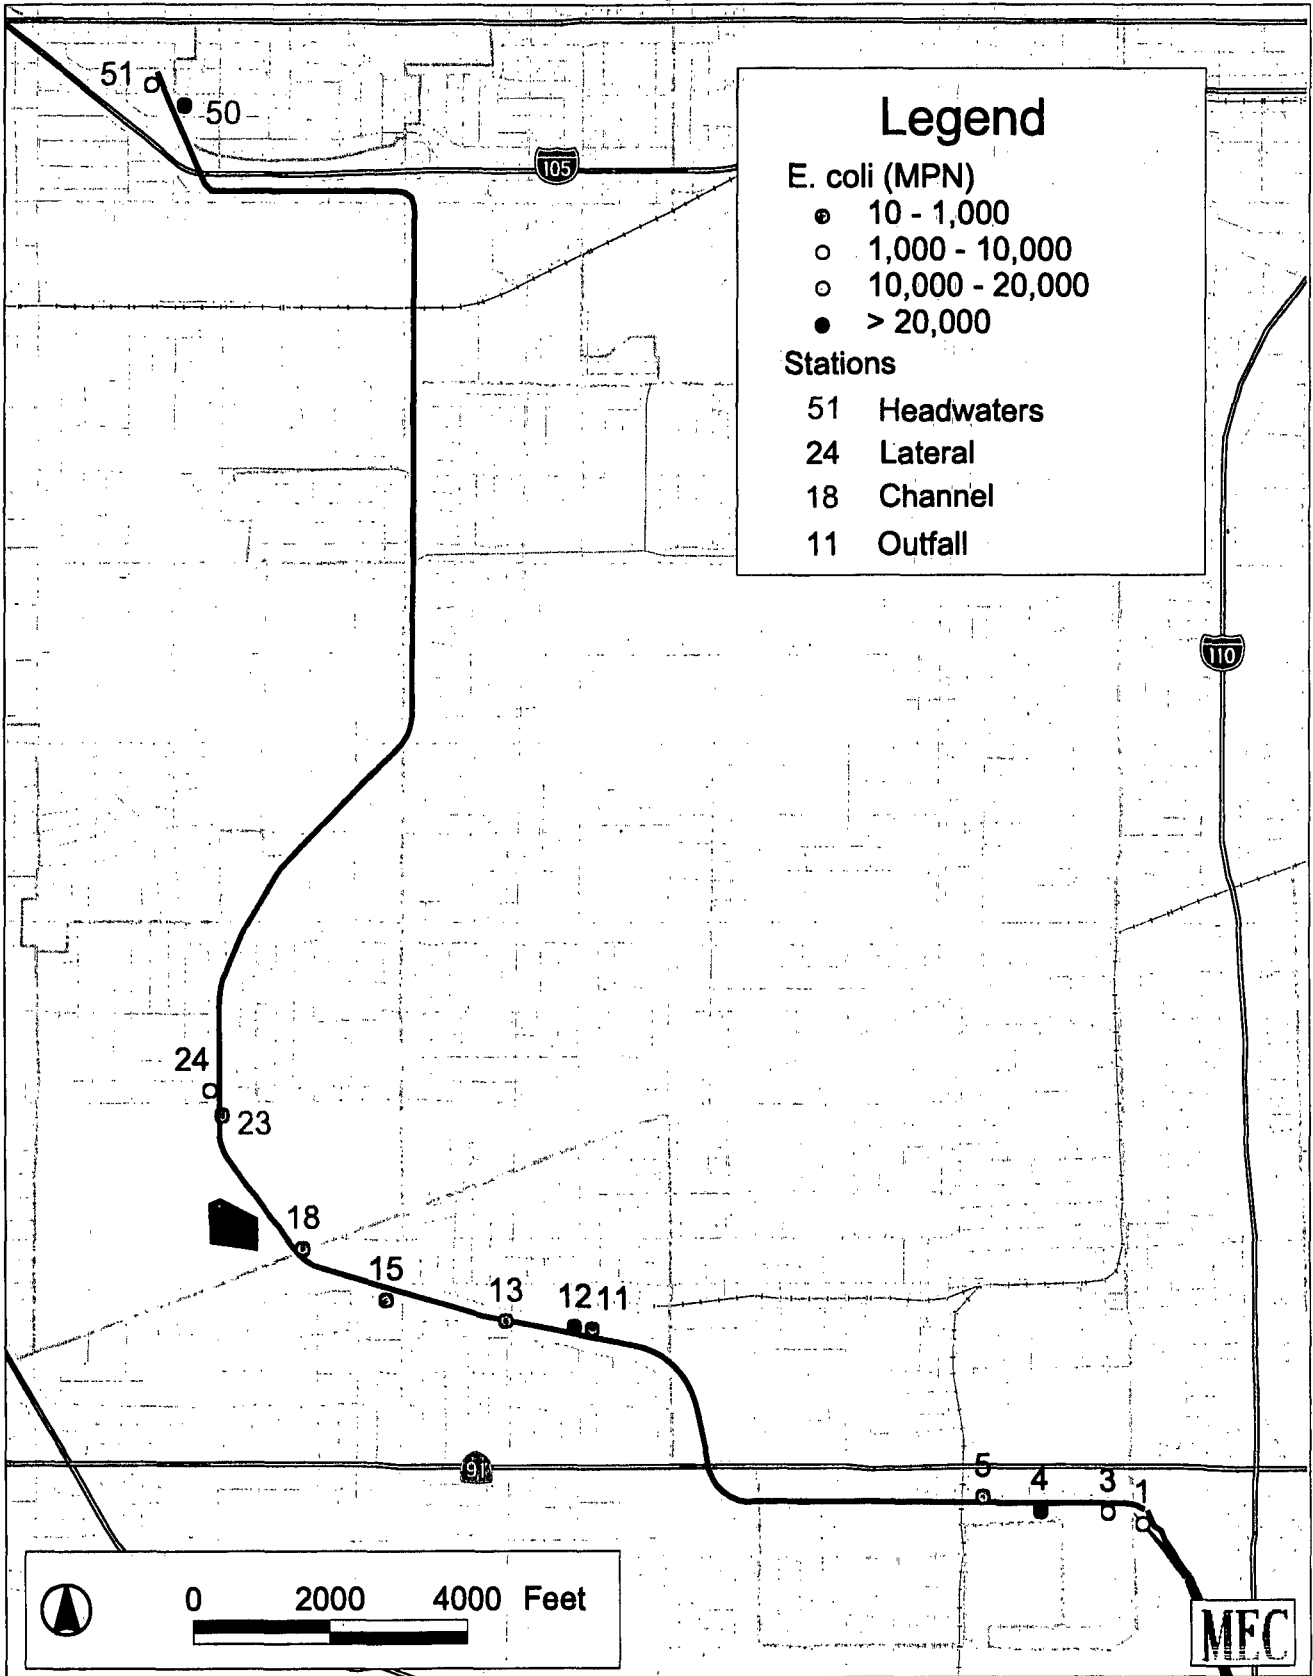 51
50
105
Legend
E. coli (MPN)
10 - 1,000
1,000 - 10,000
10,000 - 20,000
> 20,000
Stations
51 Headwaters
24 Lateral
18 Channel
11 Outfall
110
24
23
18
15
13
12 11
91
5
4
3
1
0 2000 4000 Feet
MEC